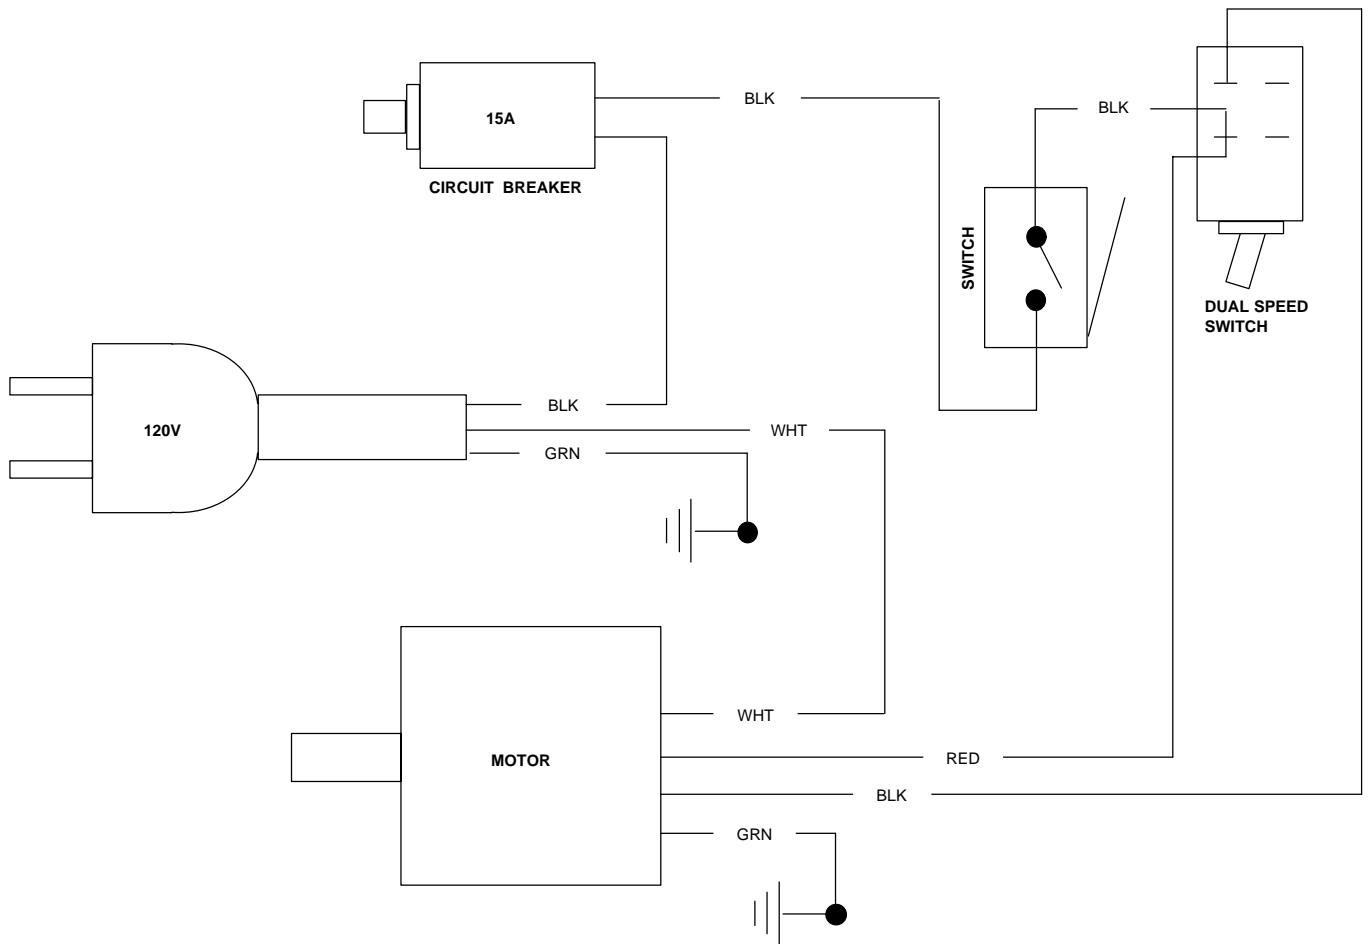 BLK
BLK
15A
CIRCUIT BREAKER
SWITCH
DUAL SPEED
SWITCH
BLK
120V
WHT
GRN
WHT
MOTOR
RED
BLK
GRN